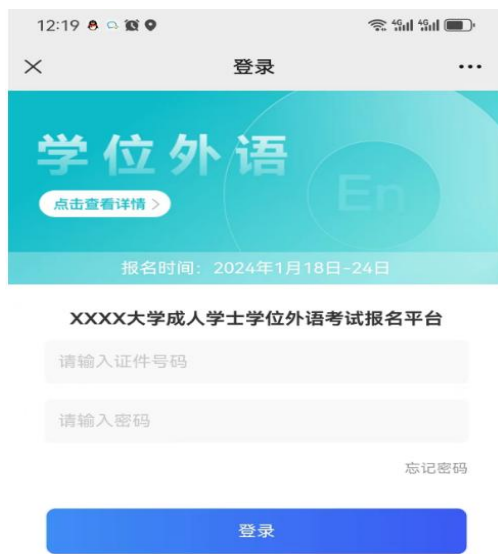 12:19
登录
学位外语
En
点击查看详情 >
报名时间：2024年1月18日-24日
XXXX大学成人学士学位外语考试报名平台
请输入证件号码
请输入密码
忘记密码
登录